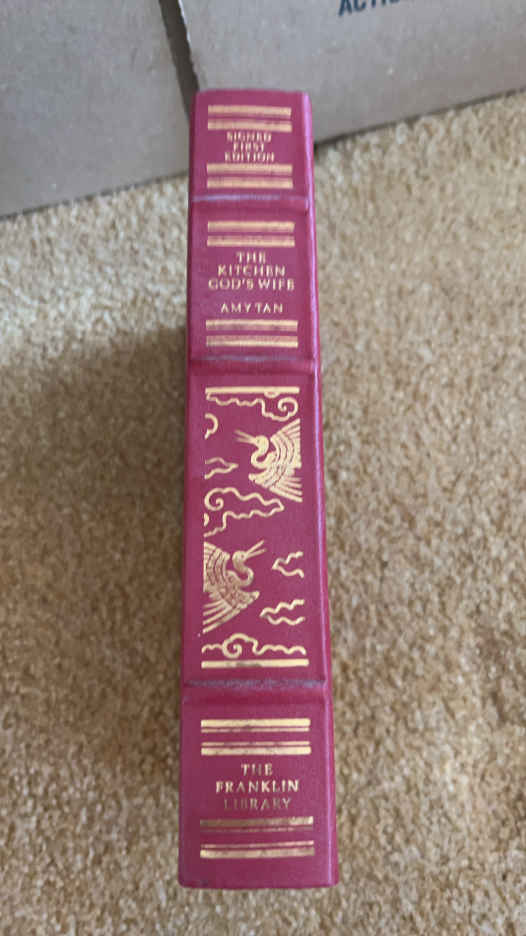 SIGNED
FIRST
EDITION
THE
KITCHEN
GOD'S WIFE
AMY TAN
THE
FRANKLIN
LIBRARY